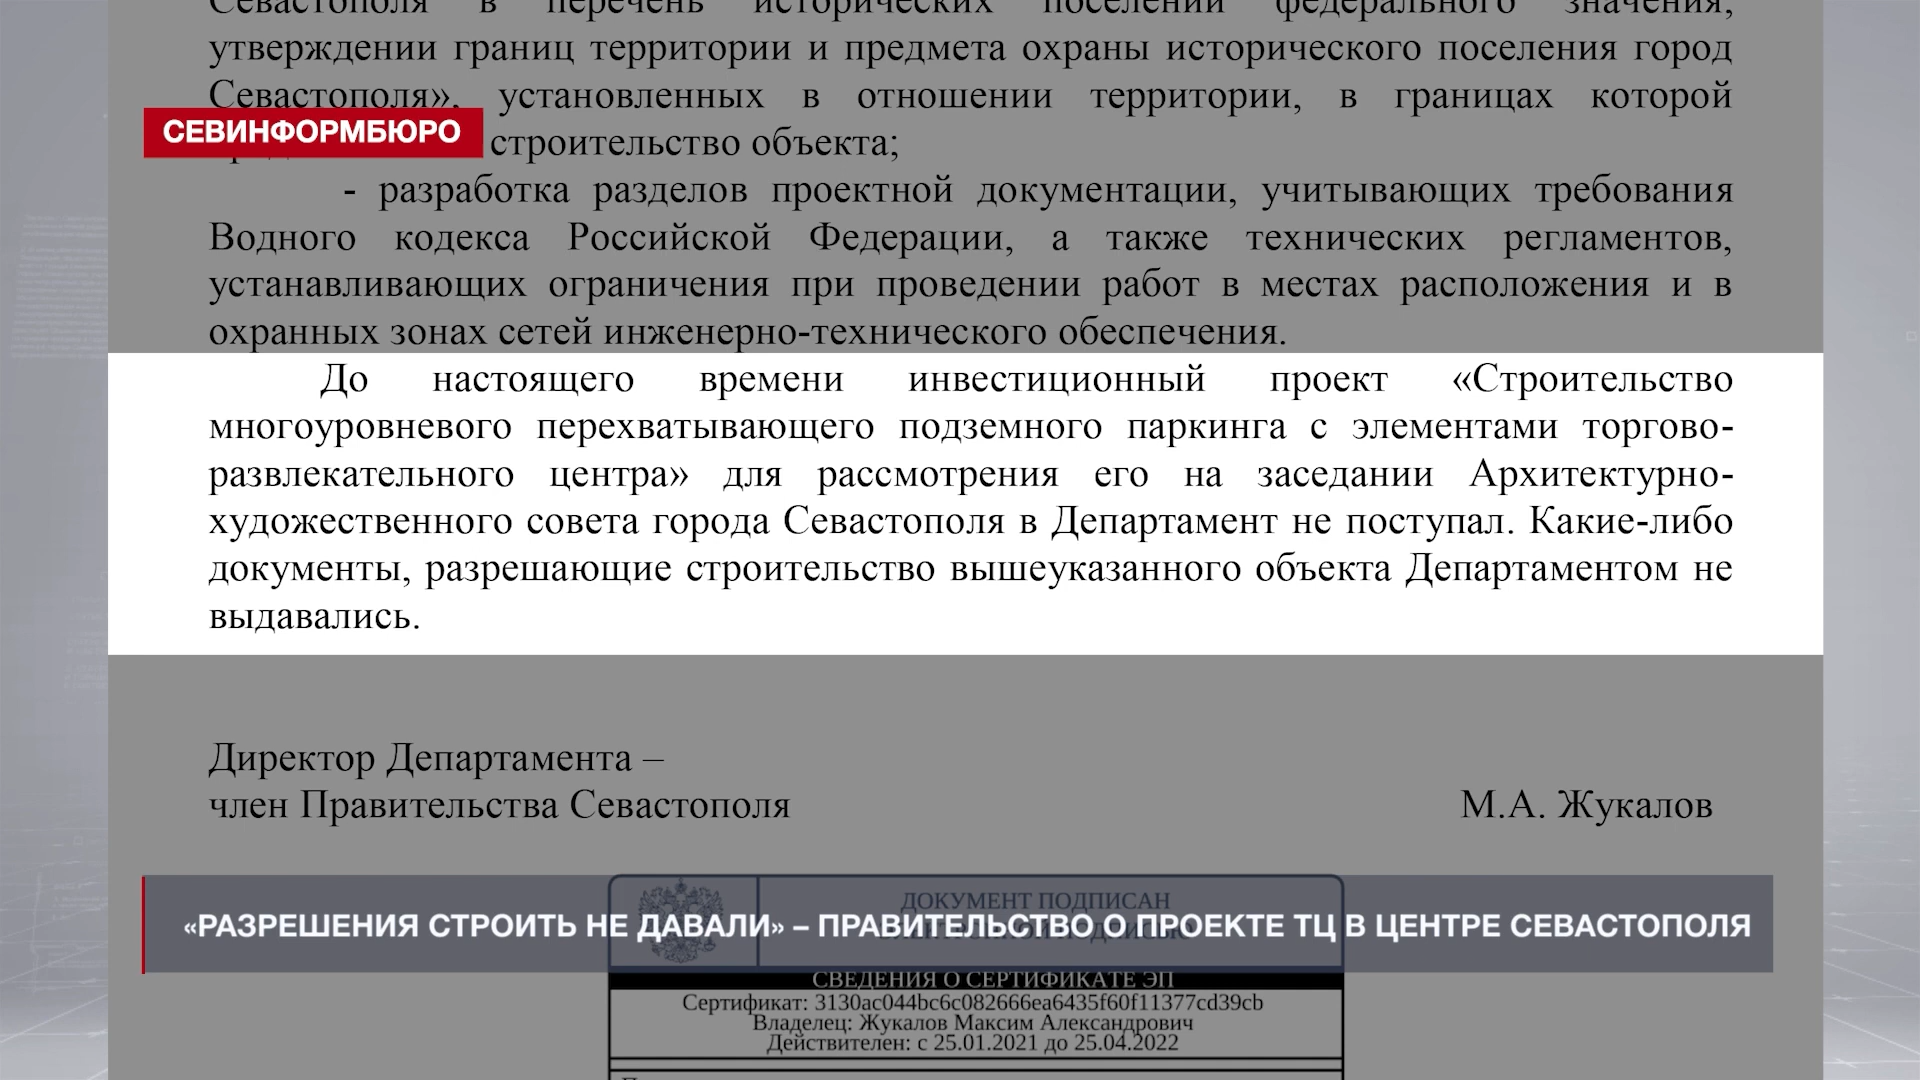 Севастополя в перечень исторических поселений федерального значения,
утверждении границ территории и предмета охраны исторического поселения город
Севастополя», установленных в отношении территории, в границах которой
СЕВИНФОРМБЮРО
строительство объекта;
- разработка разделов проектной документации, учитывающих требования
Водного кодекса Российской Федерации, а также технических регламентов,
устанавливающих ограничения при проведении работ в местах расположения и в
охранных зонах сетей инженерно-технического обеспечения.
До настоящего времени инвестиционный проект «Строительство
многоуровневого перехватывающего подземного паркинга с элементами торгово-
развлекательного центра» для рассмотрения его на заседании Архитектурно-
художественного совета города Севастополя в Департамент не поступал. Какие-либо
документы, разрешающие строительство вышеуказанного объекта Департаментом не
выдавались.
Директор Департамента –
член Правительства Севастополя М.А. Жукалов
ДОКУМЕНТ ПОДПИСАН
«РАЗРЕШЕНИЯ СТРОИТЬ НЕ ДАВАЛИ» – ПРАВИТЕЛЬСТВО О ПРОЕКТЕ ТЦ В ЦЕНТРЕ СЕВАСТОПОЛЯ
СВЕДЕНИЯ О СЕРТИФИКАТЕ ЭП
Сертификат: 3130ac044bc6c082666ea6435f60f11377cd39cb
Владелец: Жукалов Максим Александрович
Действителен: с 25.01.2021 до 25.04.2022